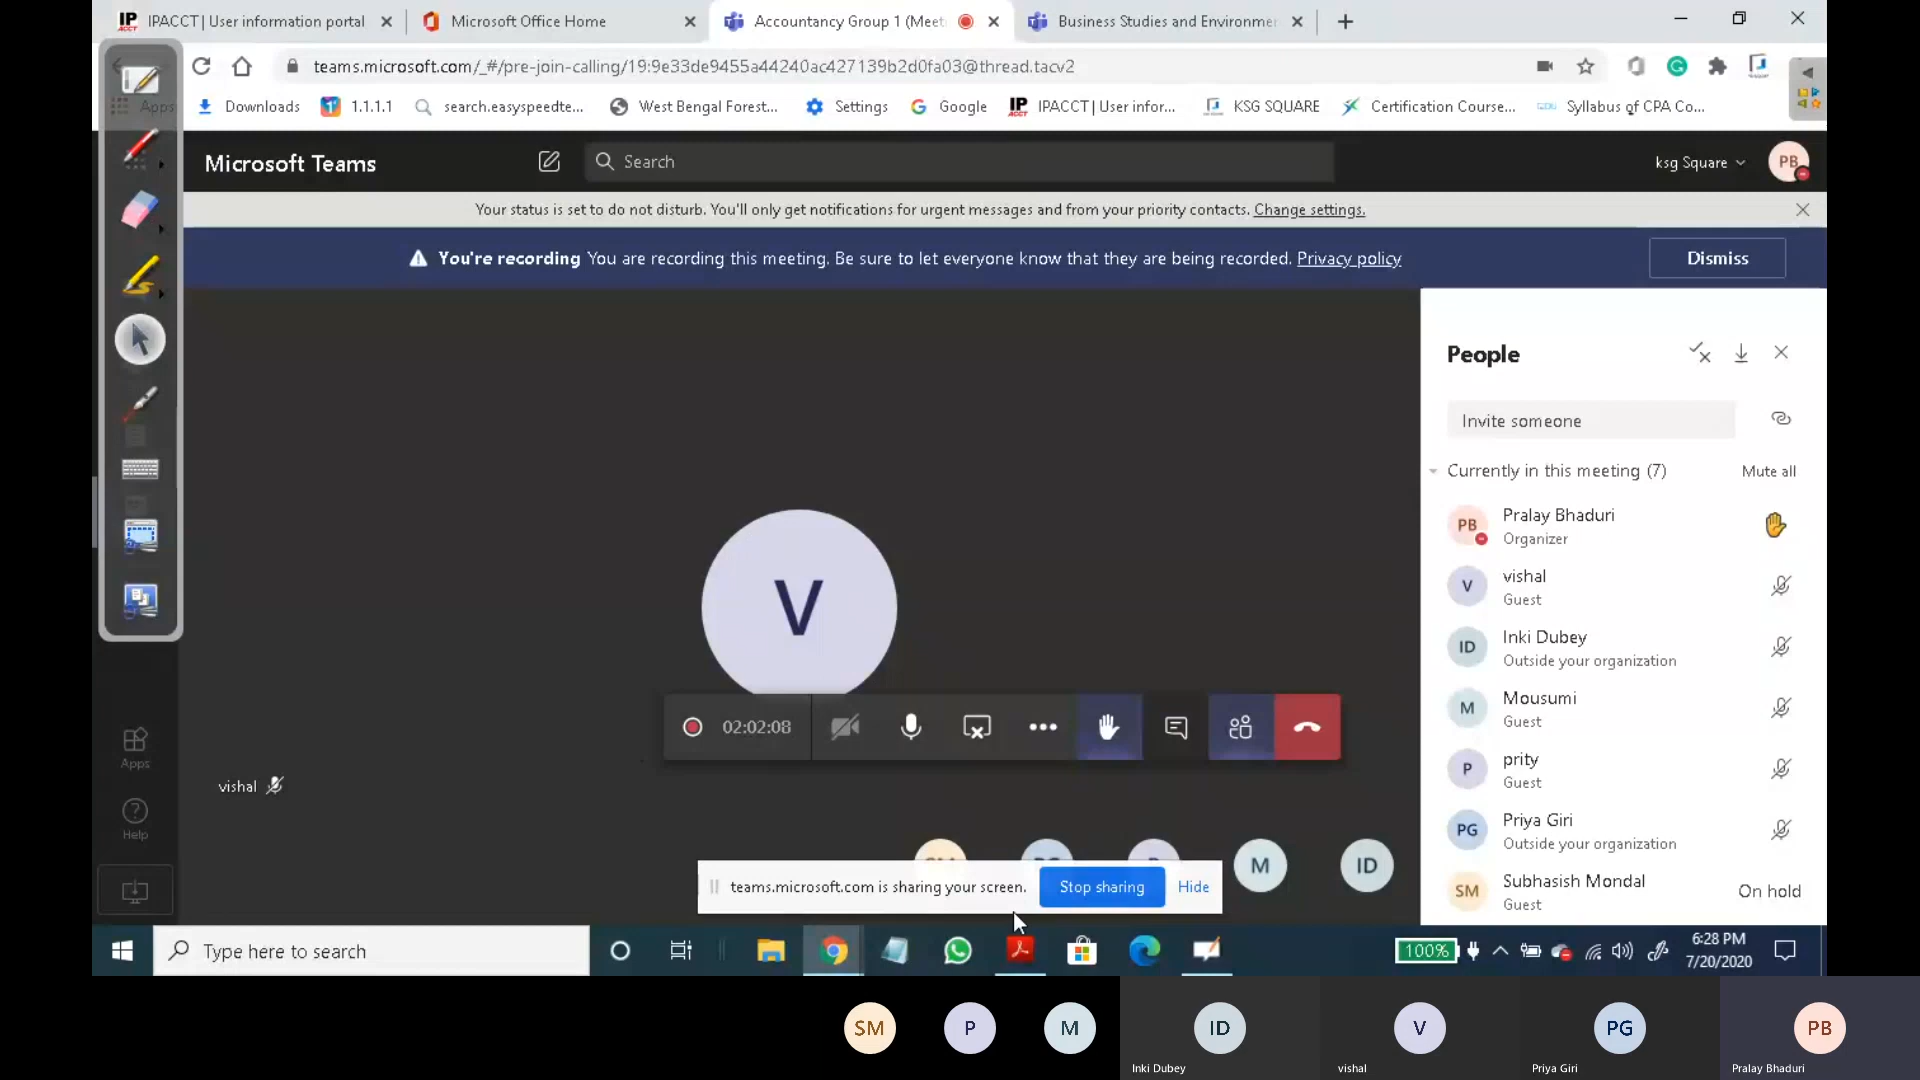 IPACCT | User information portal
Microsoft Office Home
Accountancy Group 1 (Meet
Business Studies and Environme
teams.microsoft.com/_#/pre-join-calling/19:9e33de9455a44240ac427139b2d0fa03@thread.tacv2
Apps
Downloads
1.1.1.1
search.easyspeedte...
West Bengal Forest...
Settings
Google
IPACCT | User infor...
KSG SQUARE
Certification Course...
Syllabus of CPA Co...
Microsoft Teams
Search
ksg Square
PB
Your status is set to do not disturb. You'll only get notifications for urgent messages and from your priority contacts. Change settings.
You're recording You are recording this meeting. Be sure to let everyone know that they are being recorded. Privacy policy
Dismiss
People
Invite someone
Currently in this meeting (7)
Mute all
PB
Pralay Bhaduri
Organizer
V
vishal
Guest
ID
Inki Dubey
Outside your organization
M
Mousumi
Guest
P
prity
Guest
PG
Priya Giri
Outside your organization
SM
Subhasish Mondal
Guest
On hold
V
02:02:08
vishal
Apps
Help
M
ID
teams.microsoft.com is sharing your screen.
Stop sharing
Hide
Type here to search
100%
6:28 PM
7/20/2020
SM
P
M
ID
V
PG
PB
Inki Dubey
vishal
Priya Giri
Pralay Bhaduri